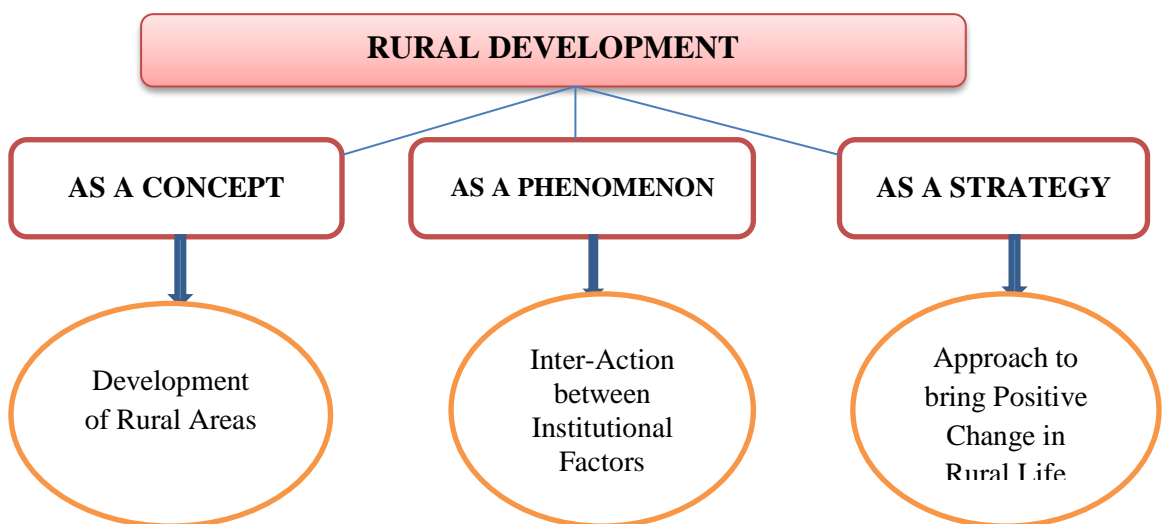 RURAL DEVELOPMENT
AS A CONCEPT
AS A PHENOMENON
AS A STRATEGY
Development
of Rural Areas
Inter-Action
between
Institutional
Factors
Approach to
bring Positive
Change in
Rural Life